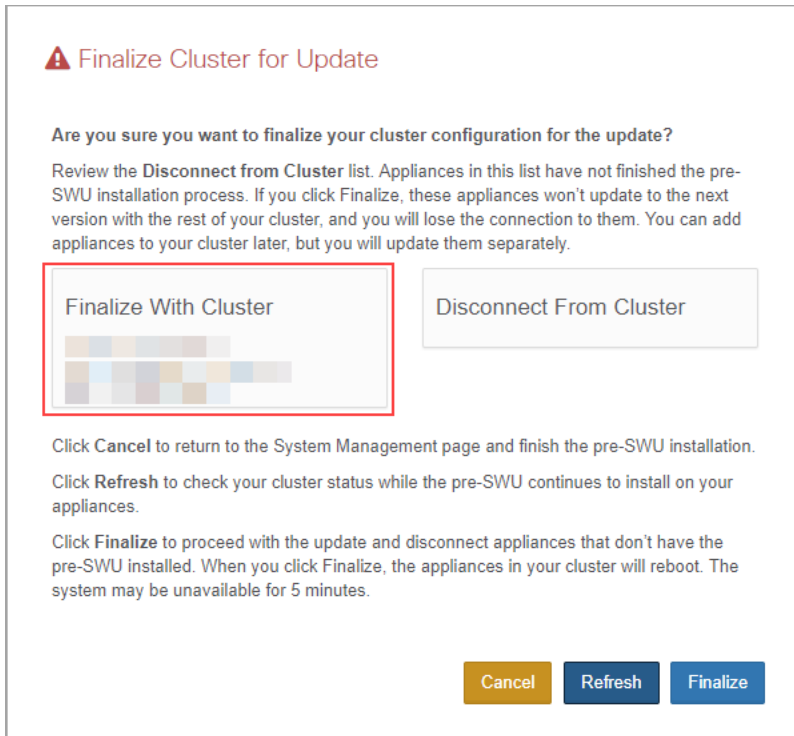 Finalize Cluster for Update
Are you sure you want to finalize your cluster configuration for the update?
Review the Disconnect from Cluster list. Appliances in this list have not finished the pre-
SWU installation process. If you click Finalize, these appliances won't update to the next
version with the rest of your cluster, and you will lose the connection to them. You can add
appliances to your cluster later, but you will update them separately.
Finalize With Cluster
Disconnect From Cluster
Click Cancel to return to the System Management page and finish the pre-SWU installation.
Click Refresh to check your cluster status while the pre-SWU continues to install on your
appliances.
Click Finalize to proceed with the update and disconnect appliances that don't have the
pre-SWU installed. When you click Finalize, the appliances in your cluster will reboot. The
system may be unavailable for 5 minutes.
Cancel
Refresh
Finalize